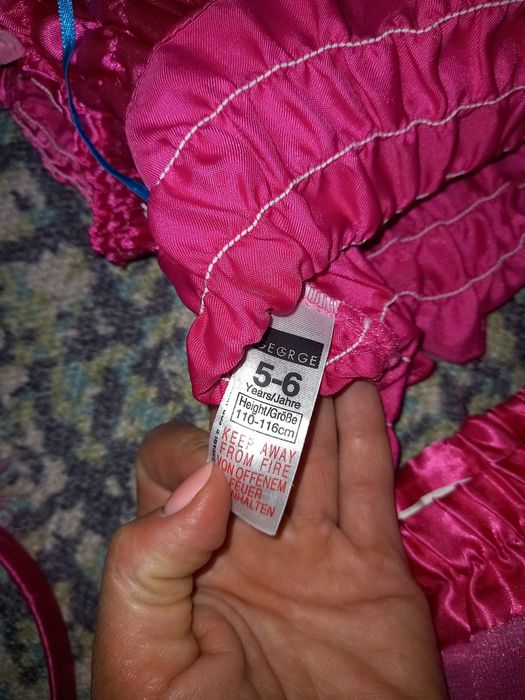 GEORGE
5-6
Years/Jahre
Height/Größe
110-116cm
KEEP AWAY
FROM FIRE
VON OFFENEM
FEUER